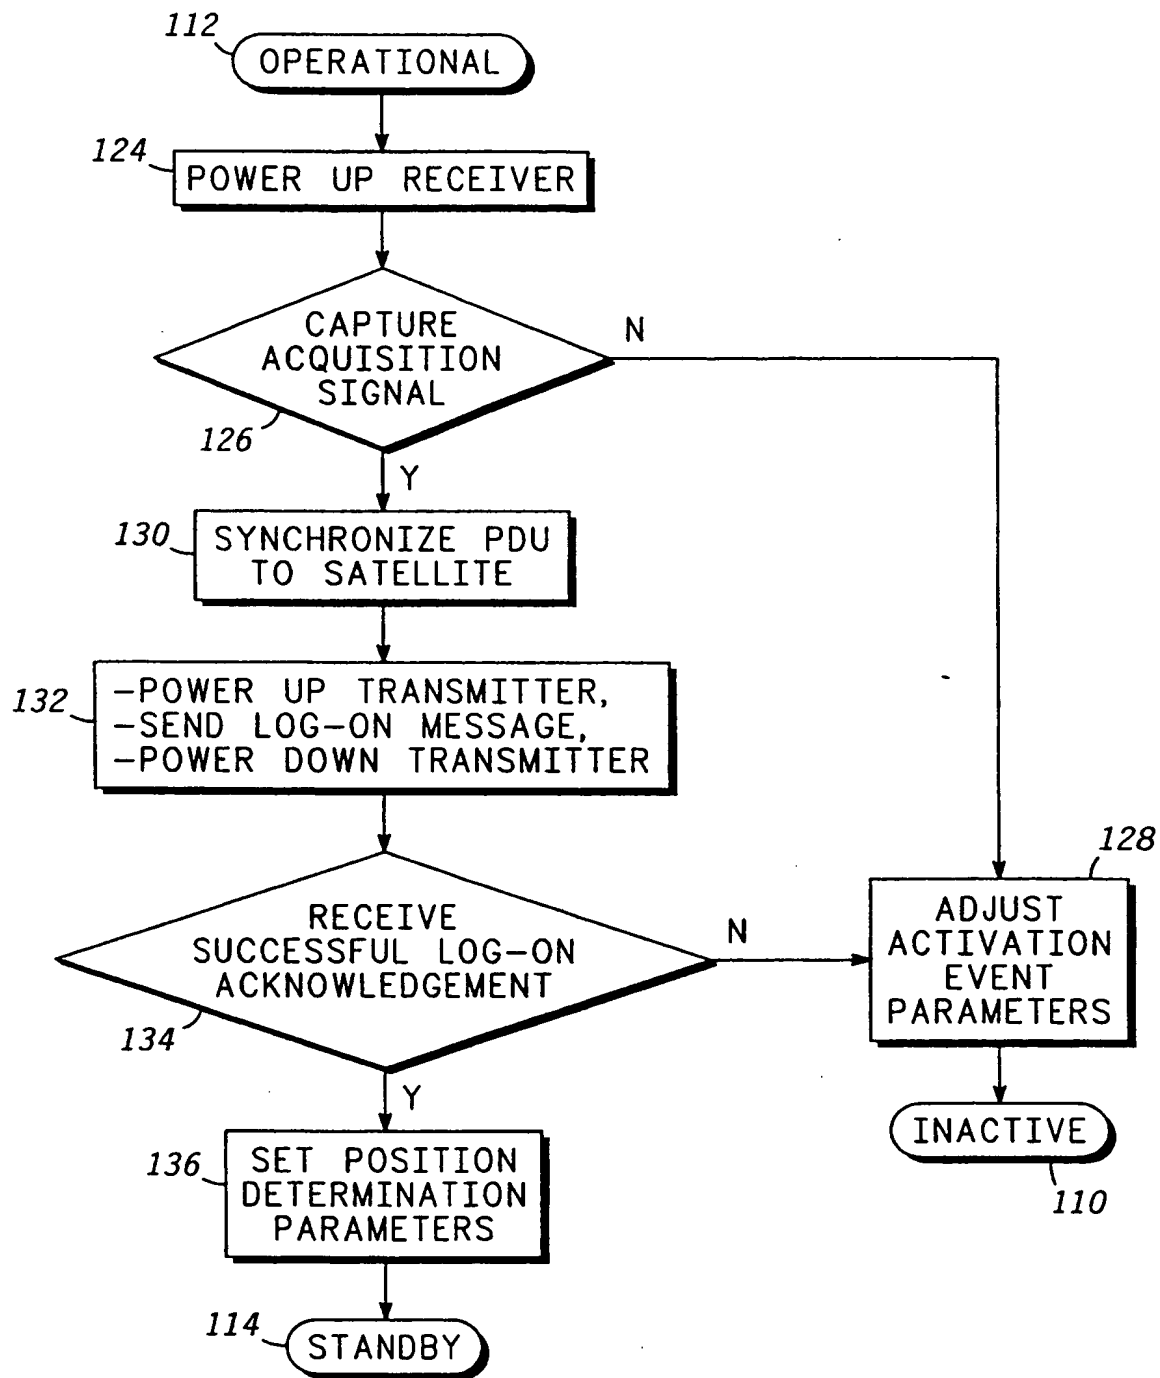 112
OPERATIONAL
124
POWER UP RECEIVER
CAPTURE
ACQUISITION
SIGNAL
N
126
Y
130
SYNCHRONIZE PDU
TO SATELLITE
132
-POWER UP TRANSMITTER,
-SEND LOG-ON MESSAGE,
-POWER DOWN TRANSMITTER
128
ADJUST
ACTIVATION
EVENT
PARAMETERS
RECEIVE
SUCCESSFUL LOG-ON
ACKNOWLEDGEMENT
N
134
Y
INACTIVE
110
136
SET POSITION
DETERMINATION
PARAMETERS
114
STANDBY